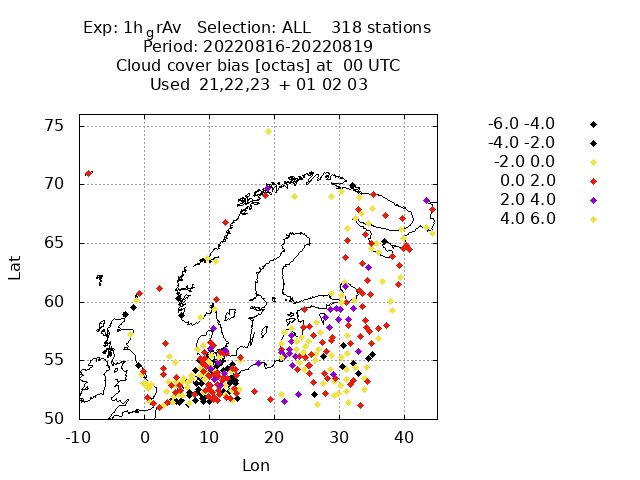 Exp: 1hgrAv Selection: ALL 318 stations
Period: 20220816-20220819
Cloud cover bias [octas] at 00 UTC
Used 21,22,23 + 01 02 03
75
70
65
60
55
50
Lat
-10 0 10 20 30 40
Lon
-6.0 -4.0
-4.0 -2.0
-2.0 0.0
0.0 2.0
2.0 4.0
4.0 6.0